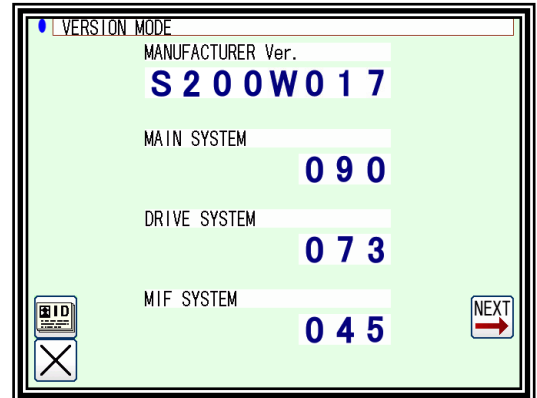 VERSION MODE
MANUFACTURER Ver.
S200W017
MAIN SYSTEM
090
DRIVE SYSTEM
073
MIF SYSTEM
045
ID
NEXT